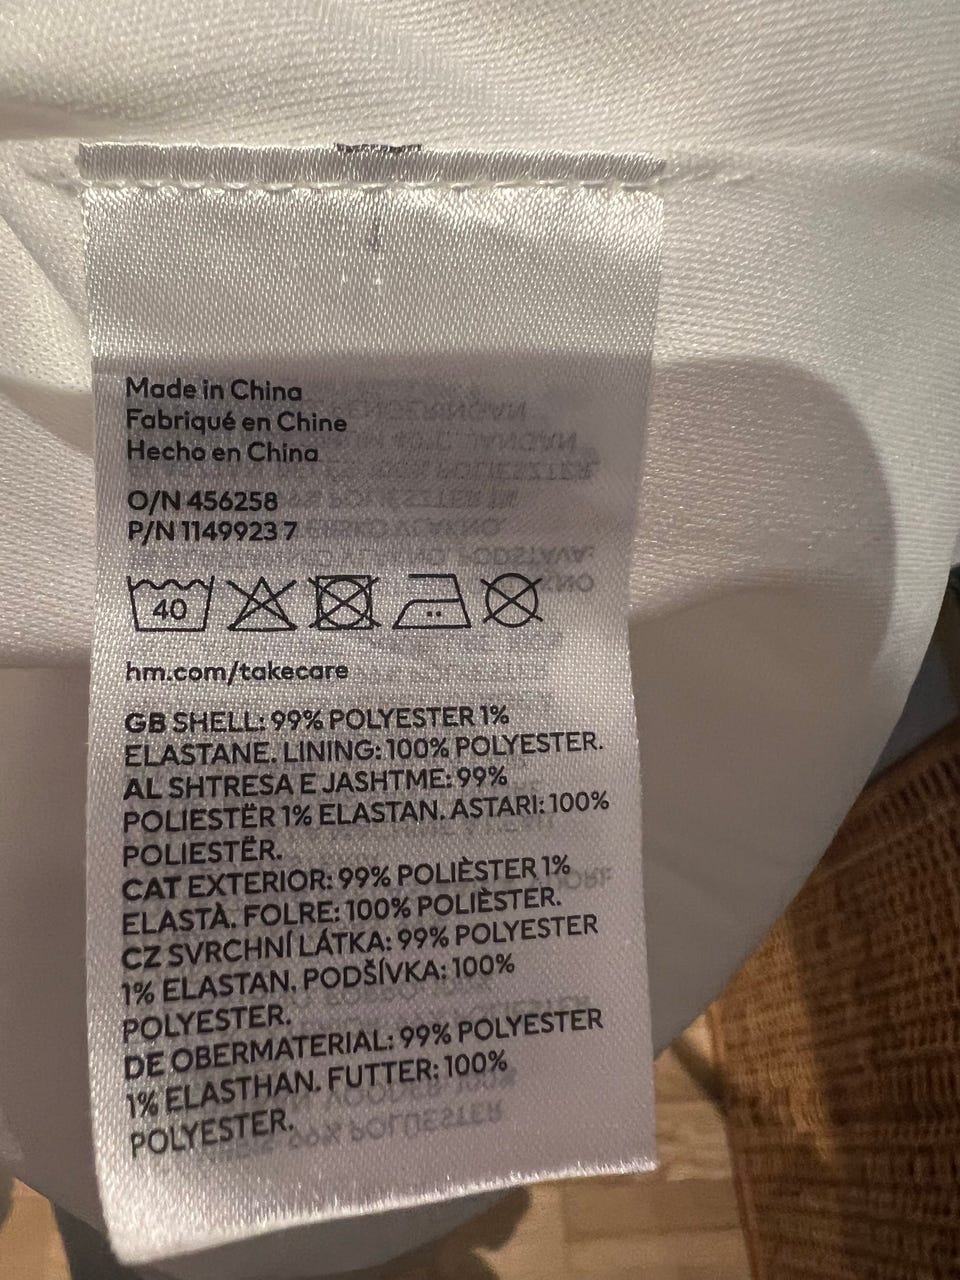 Made in China
Fabriqué en Chine
Hecho en China
O/N 456258
P/N 1149923 7
40
hm.com/takecare
GB SHELL: 99% POLYESTER 1%
ELASTANE. LINING: 100% POLYESTER.
AL SHTRESA E JASHTME: 99%
POLIESTËR 1% ELASTAN. ASTARI: 100%
POLIESTËR.
CAT EXTERIOR: 99% POLIÈSTER 1%
ELASTÀ. FOLRE: 100% POLIÈSTER.
CZ SVRCHNÍ LÁTKA: 99% POLYESTER
1% ELASTAN. PODŠÍVKA: 100%
POLYESTER.
DE OBERMATERIAL: 99% POLYESTER
1% ELASTHAN. FUTTER: 100%
POLYESTER.